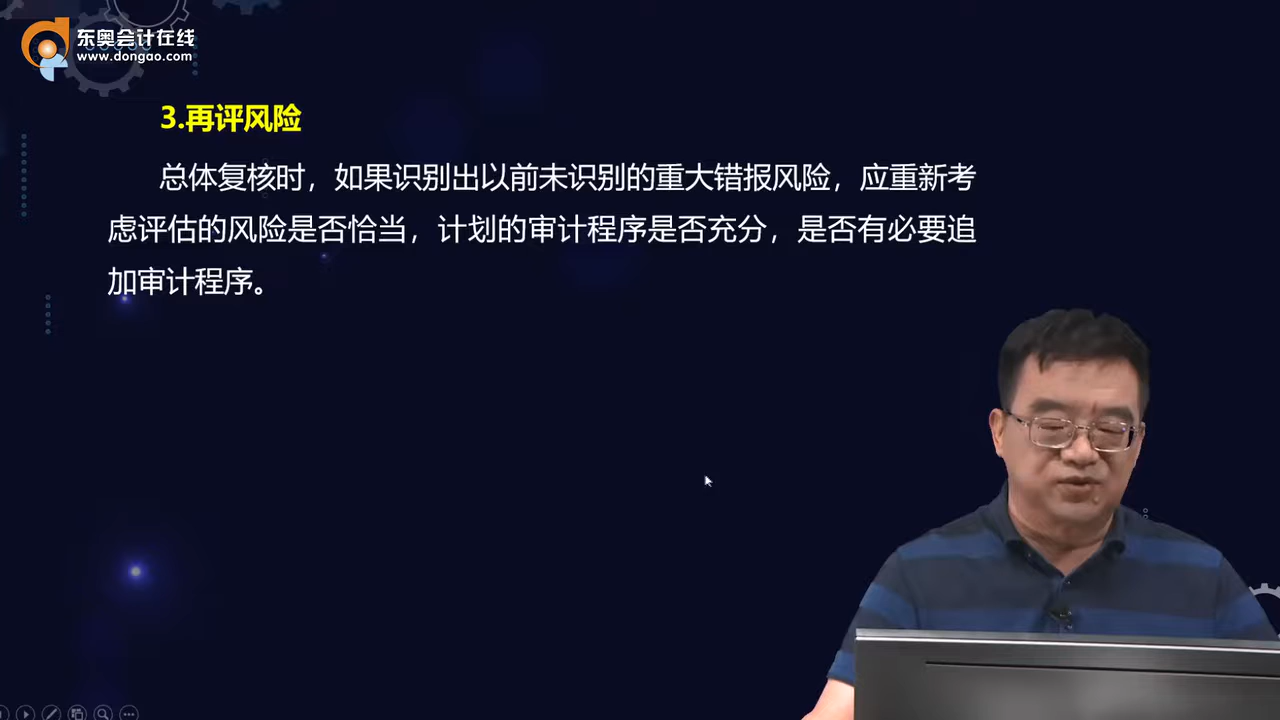 东奥会计在线
www.dongao.com
3.再评风险
总体复核时，如果识别出以前未识别的重大错报风险，应重新考
虑评估的风险是否恰当，计划的审计程序是否充分，是否有必要追
加审计程序。